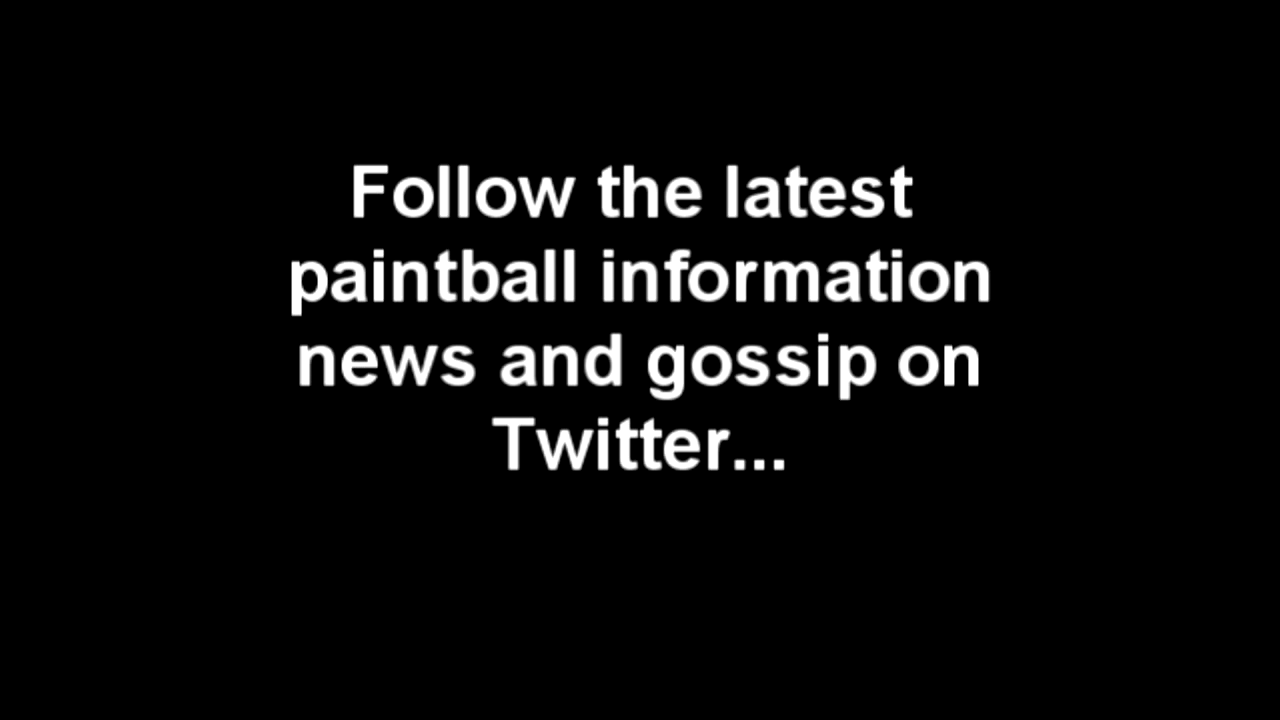 Follow the latest
paintball information
news and gossip on
Twitter...